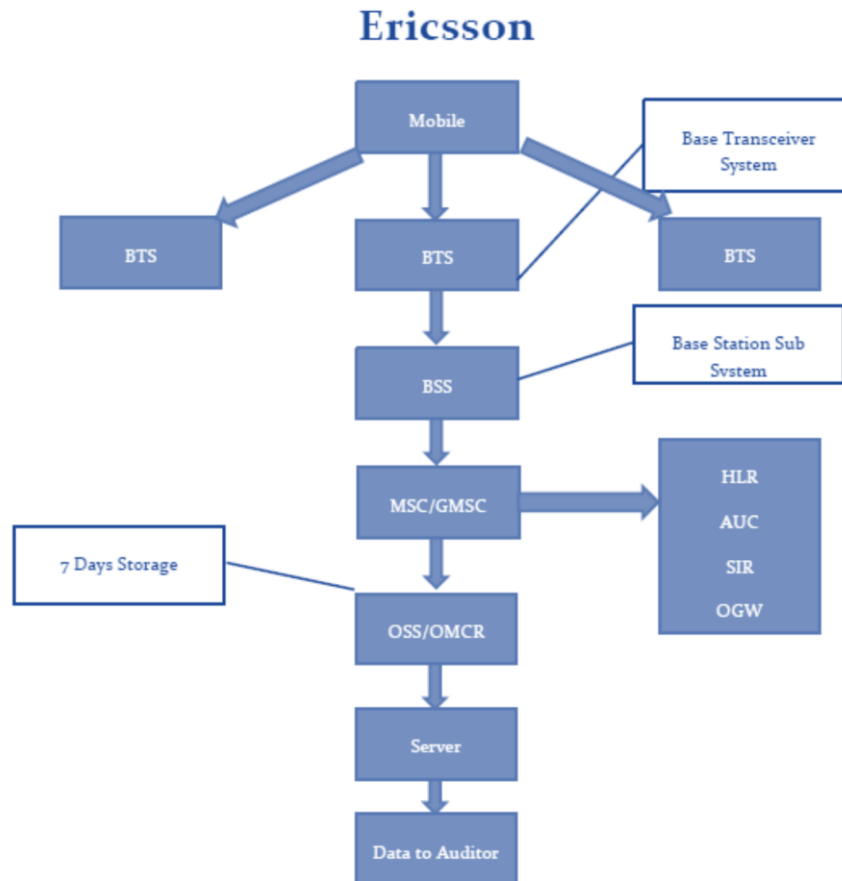 Ericsson
Mobile
Base Transceiver
System
BTS
BTS
BTS
Base Station Sub
System
BSS
HLR
MSC/GMSC
AUC
7 Days Storage
SIR
OGW
OSS/OMCR
Server
Data to Auditor